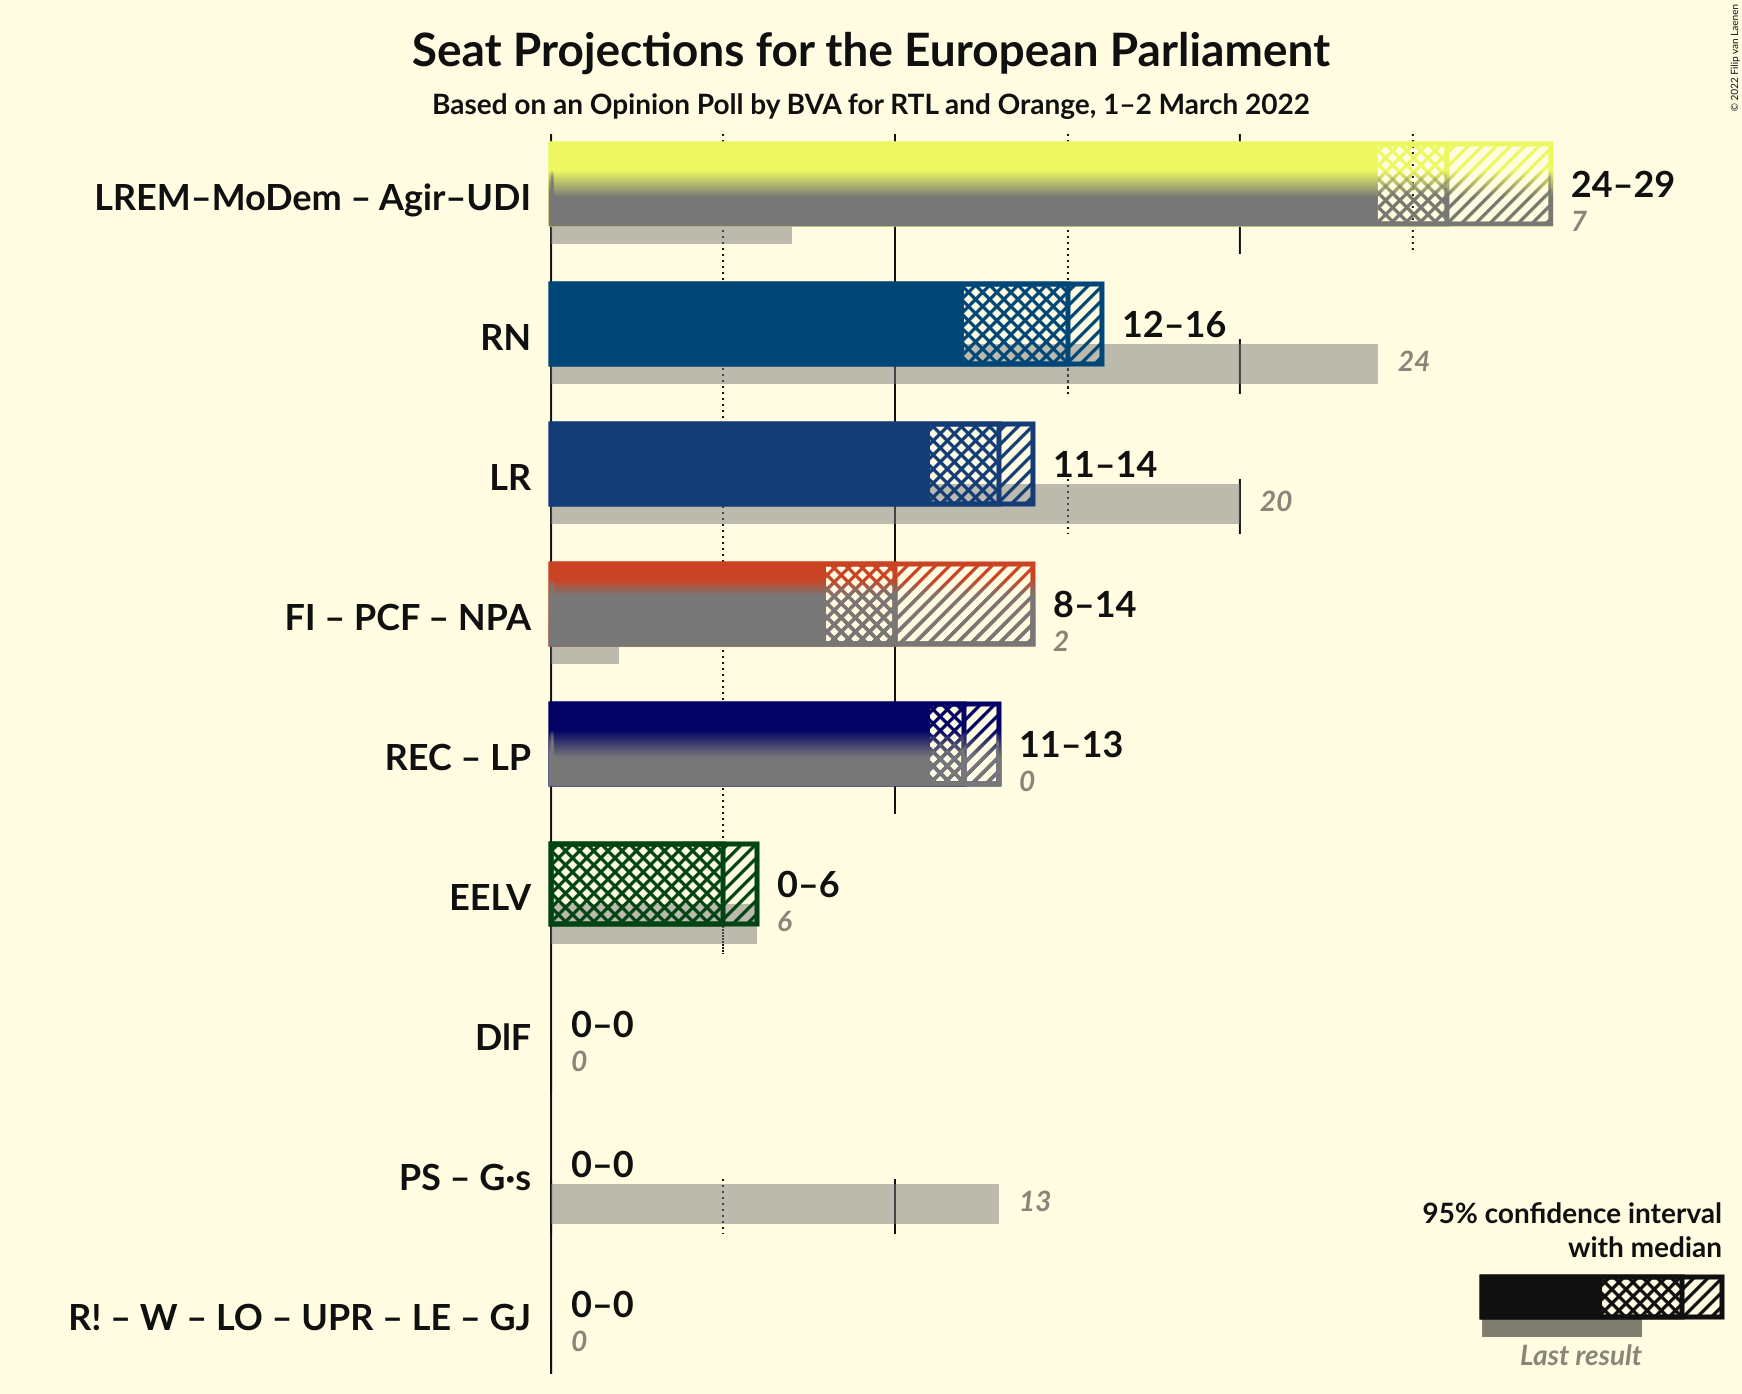 Seat Projections for the European Parliament
Based on an Opinion Poll by BVA for RTL and Orange, 1–2 March 2022
© 2022 Filip van Laenen
LREM–MoDem – Agir–UDI
24–29
7
RN
12–16
24
LR
11–14
20
FI – PCF – NPA
8–14
2
REC – LP
11–13
0
EELV
0–6
6
DlF
0–0
0
PS – G·s
0–0
13
R! – W – LO – UPR – LE – GJ
0–0
0
95% confidence interval
with median
Last result